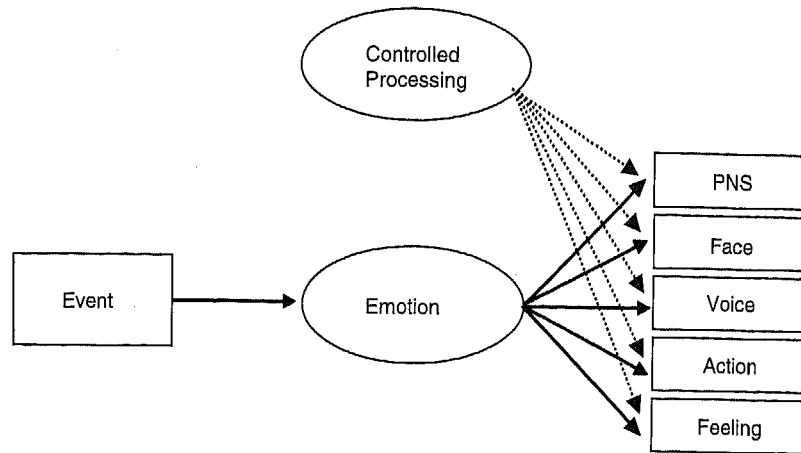 Controlled
Processing
PNS
Face
Event
Emotion
Voice
Action
Feeling